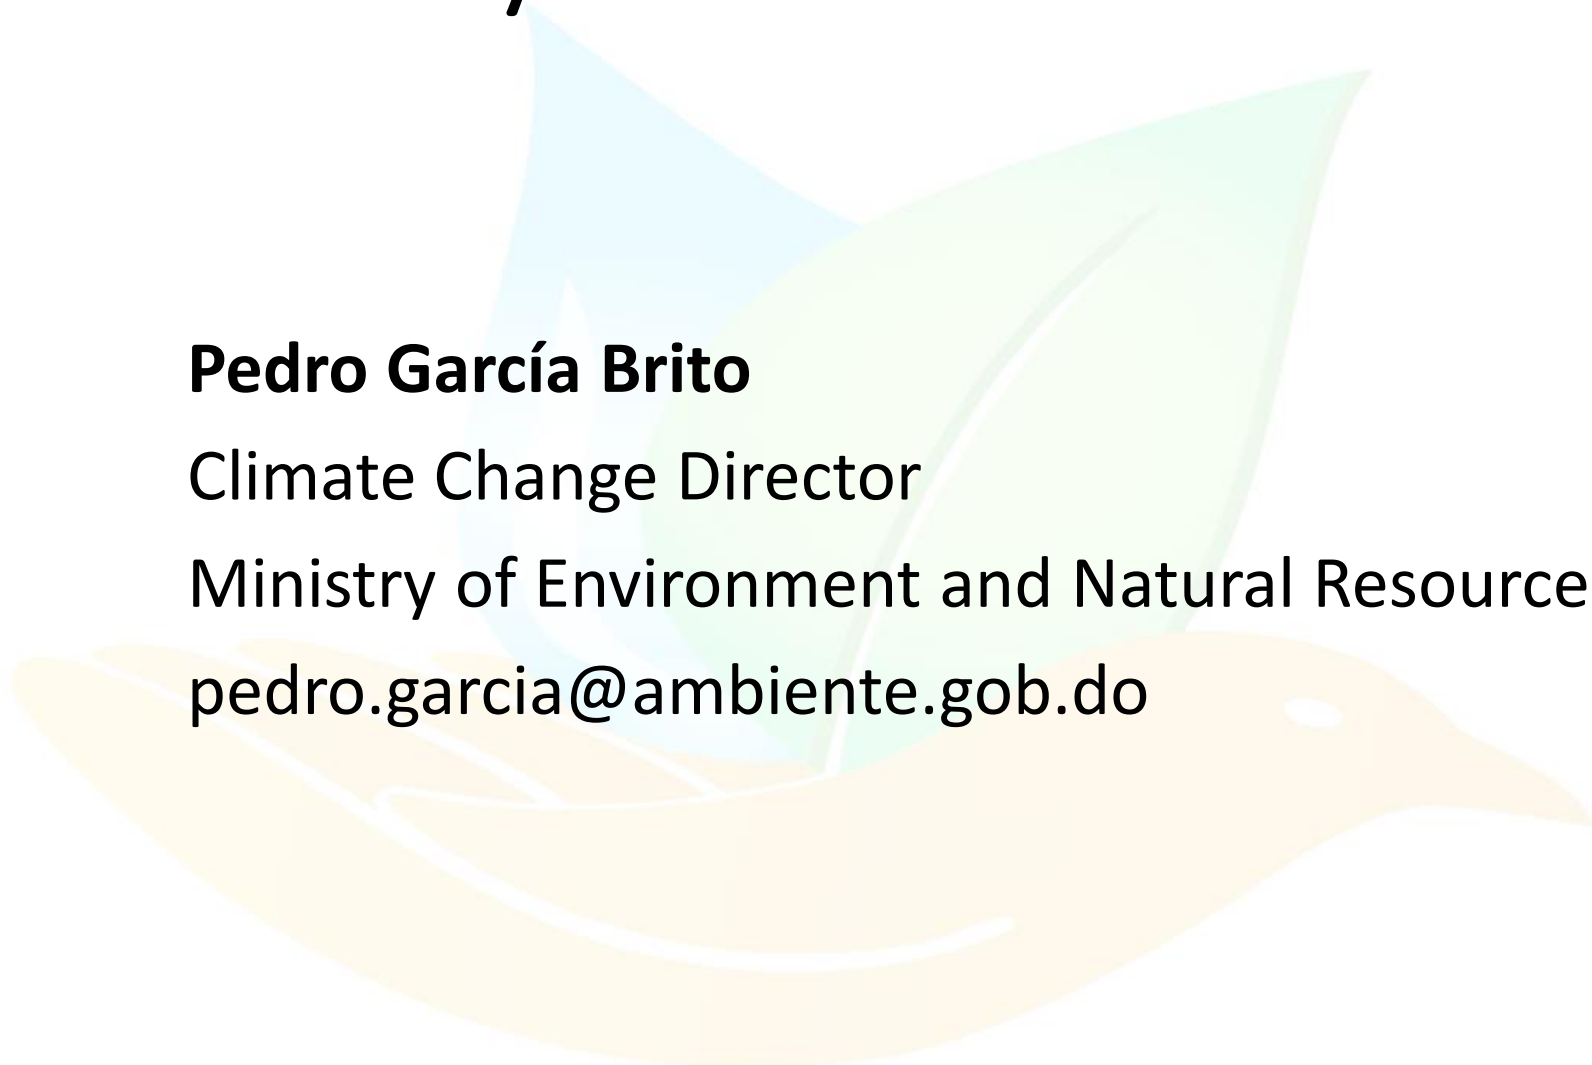 Pedro García Brito
Climate Change Director
Ministry of Environment and Natural Resource
pedro.garcia@ambiente.gob.do